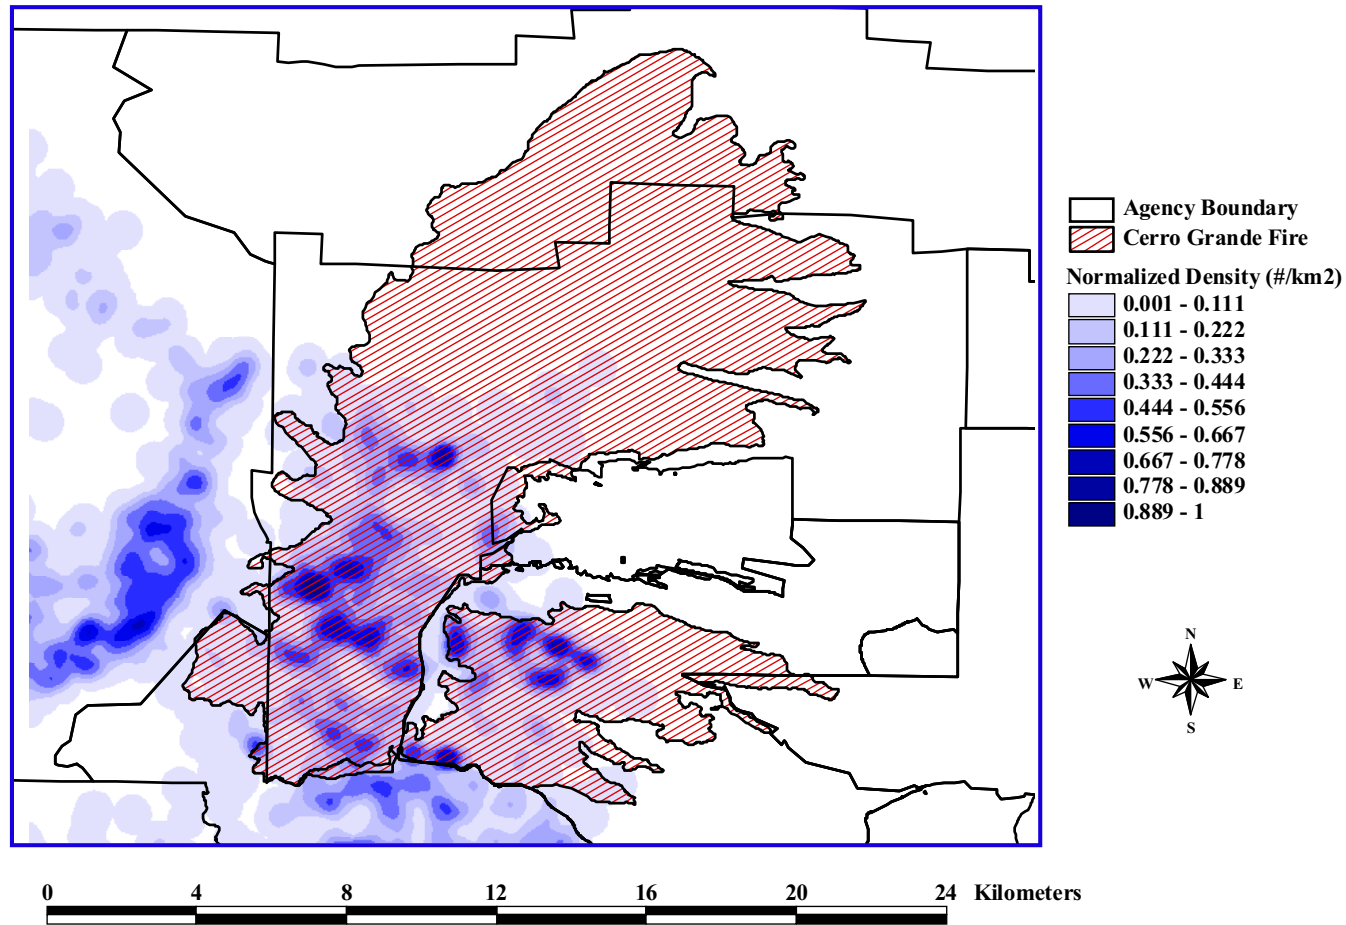 Agency Boundary
Cerro Grande Fire
Normalized Density (#/km2)
0.001 - 0.111
0.111 - 0.222
0.222 - 0.333
0.333 - 0.444
0.444 - 0.556
0.556 - 0.667
0.667 - 0.778
0.778 - 0.889
0.889 - 1
N
W E
S
0 4 8 12 16 20 24 Kilometers